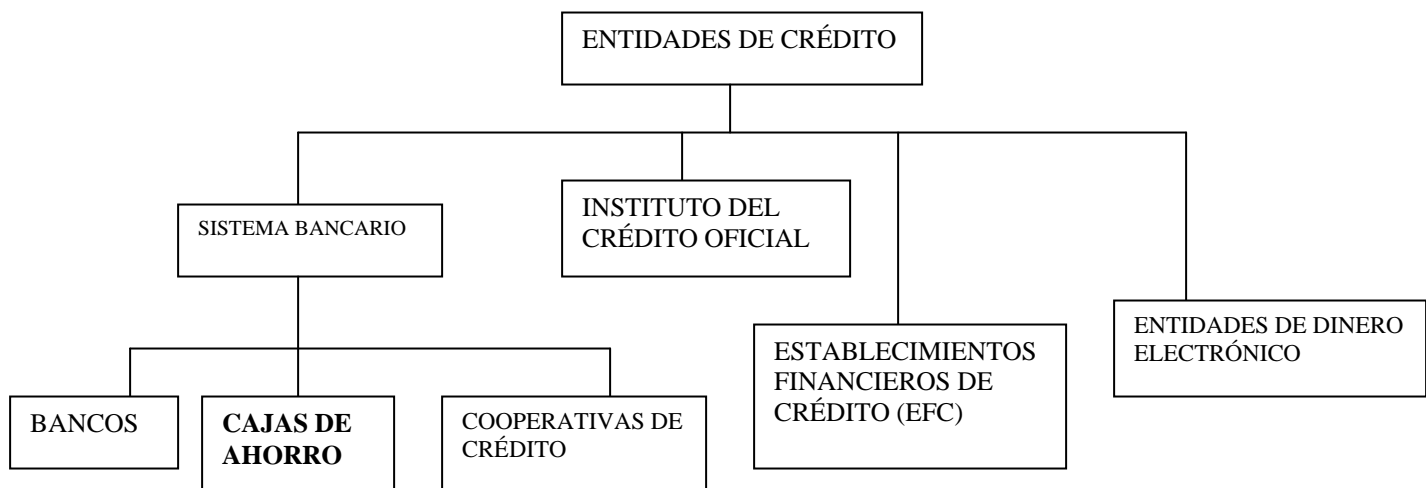 ENTIDADES DE CRÉDITO
SISTEMA BANCARIO
INSTITUTO DEL
CRÉDITO OFICIAL
ESTABLECIMIENTOS
FINANCIEROS DE
CRÉDITO (EFC)
ENTIDADES DE DINERO
ELECTRÓNICO
BANCOS
CAJAS DE
AHORRO
COOPERATIVAS DE
CRÉDITO